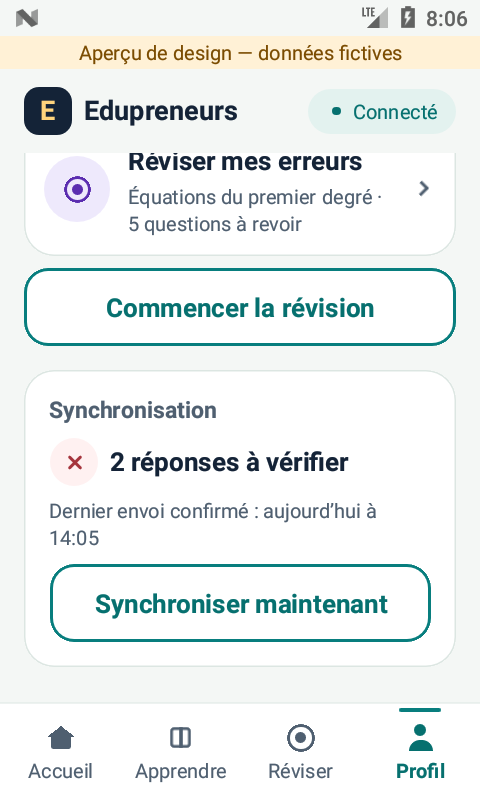 LTE 8:06
Aperçu de design — données fictives
E Edupreneurs Connecté
Réviser mes erreurs
Équations du premier degré ·
5 questions à revoir
Commencer la révision
Synchronisation
2 réponses à vérifier
Dernier envoi confirmé : aujourd’hui à
14:05
Synchroniser maintenant
Accueil Apprendre Réviser Profil